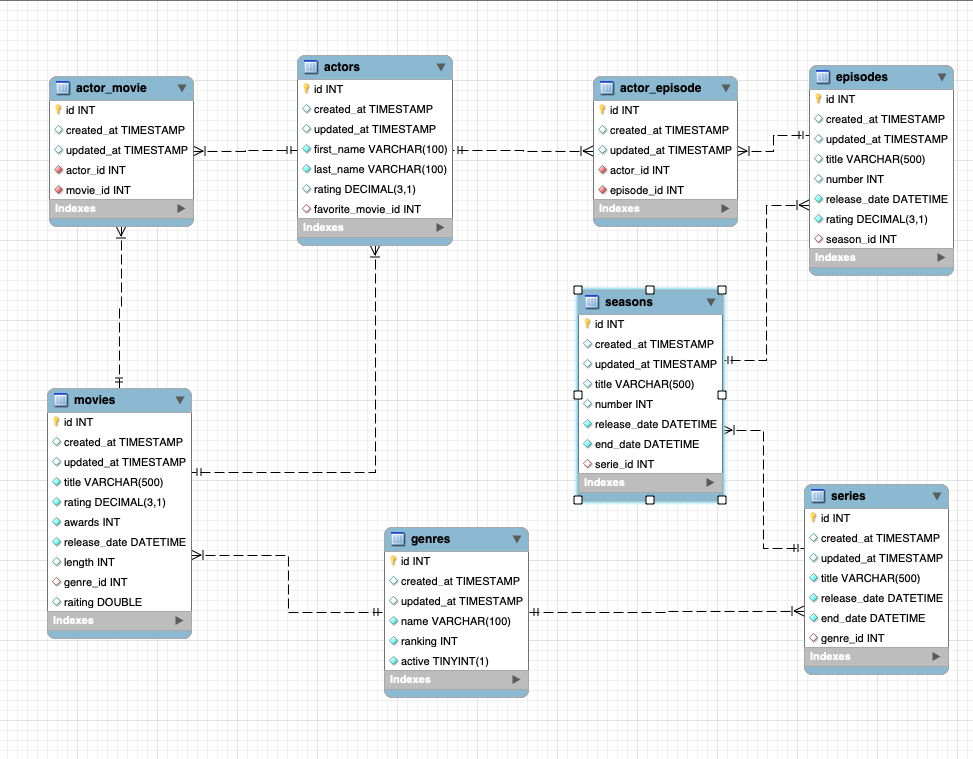 actor_movie
id INT
created_at TIMESTAMP
updated_at TIMESTAMP
actor_id INT
movie_id INT
Indexes
actors
id INT
created_at TIMESTAMP
updated_at TIMESTAMP
first_name VARCHAR(100)
last_name VARCHAR(100)
rating DECIMAL(3,1)
favorite_movie_id INT
Indexes
actor_episode
id INT
created_at TIMESTAMP
updated_at TIMESTAMP
actor_id INT
episode_id INT
Indexes
episodes
id INT
created_at TIMESTAMP
updated_at TIMESTAMP
title VARCHAR(500)
number INT
release_date DATETIME
rating DECIMAL(3,1)
season_id INT
Indexes
seasons
id INT
created_at TIMESTAMP
updated_at TIMESTAMP
title VARCHAR(500)
number INT
release_date DATETIME
end_date DATETIME
serie_id INT
Indexes
movies
id INT
created_at TIMESTAMP
updated_at TIMESTAMP
title VARCHAR(500)
rating DECIMAL(3,1)
awards INT
release_date DATETIME
length INT
genre_id INT
raiting DOUBLE
Indexes
genres
id INT
created_at TIMESTAMP
updated_at TIMESTAMP
name VARCHAR(100)
ranking INT
active TINYINT(1)
Indexes
series
id INT
created_at TIMESTAMP
updated_at TIMESTAMP
title VARCHAR(500)
release_date DATETIME
end_date DATETIME
genre_id INT
Indexes